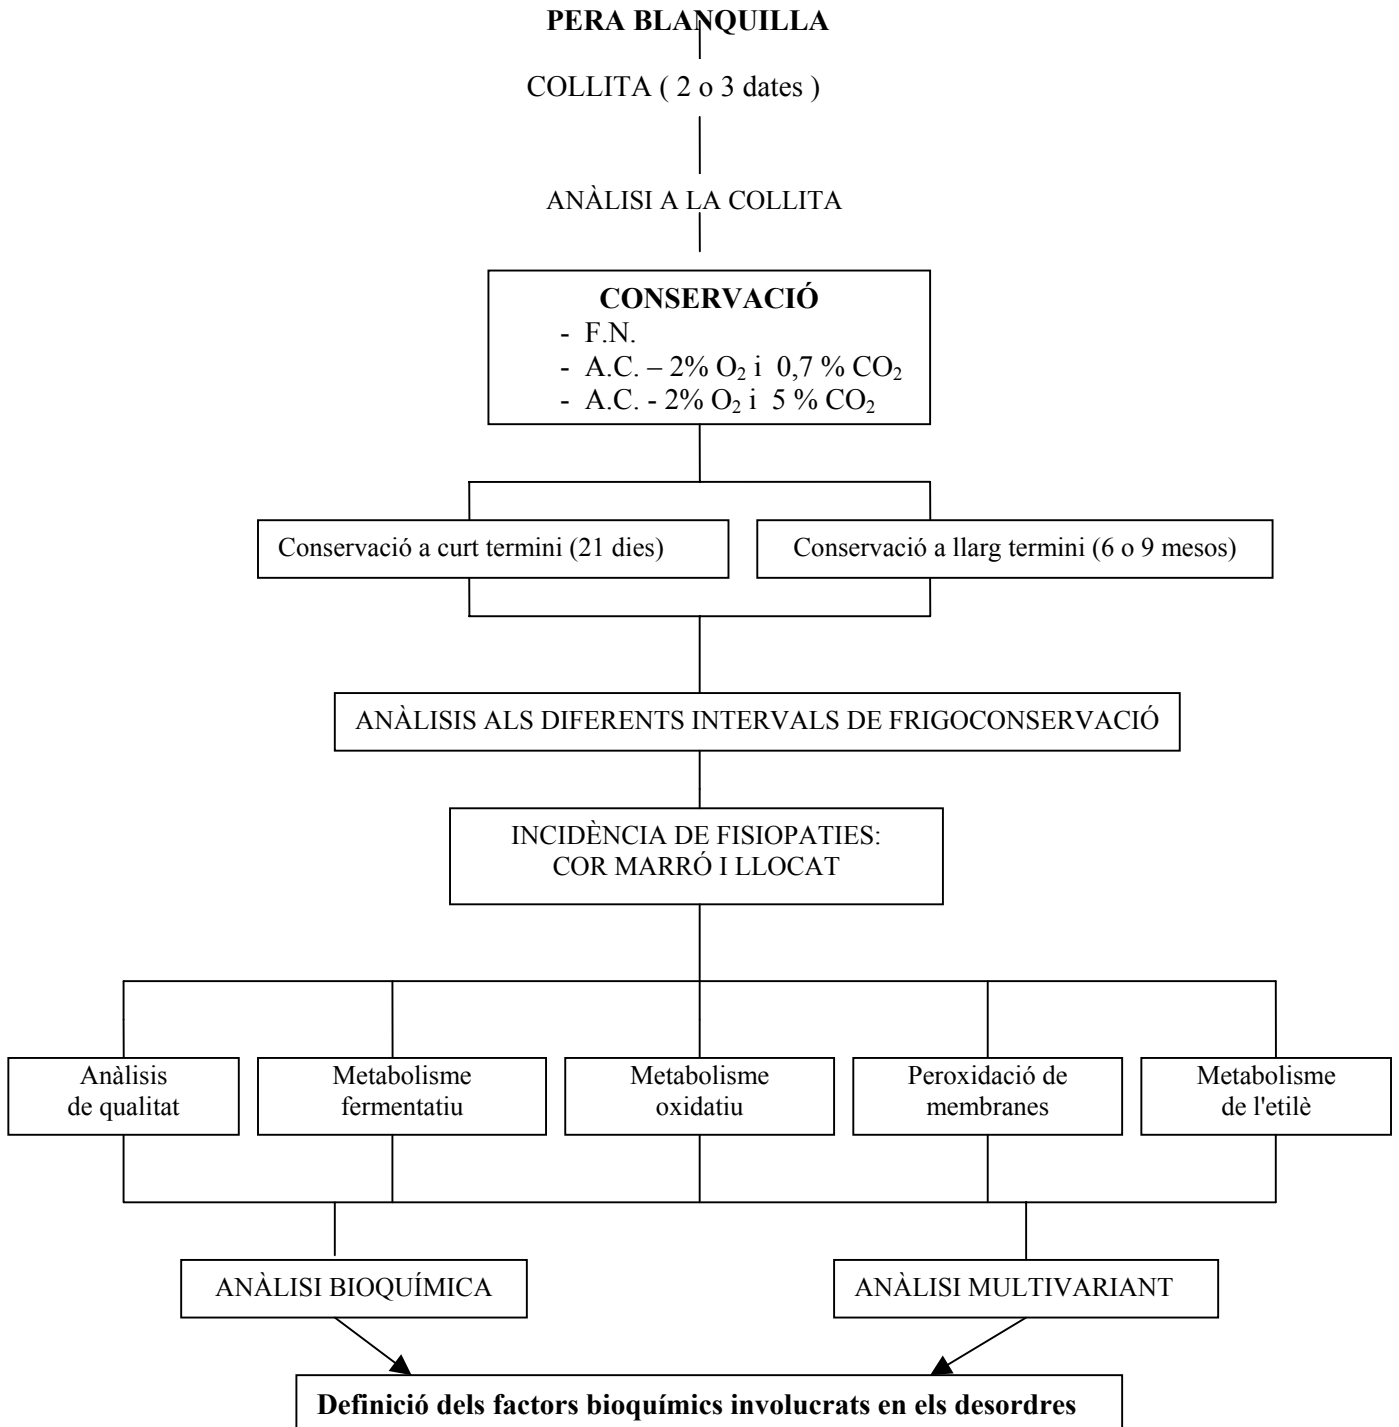 PERA BLANQUILLA
COLLITA ( 2 o 3 dates )
ANÀLISI A LA COLLITA
CONSERVACIÓ
- F.N.
- A.C. – 2% O₂ i 0,7 % CO₂
- A.C. - 2% O₂ i 5 % CO₂
Conservació a curt termini (21 dies)
Conservació a llarg termini (6 o 9 mesos)
ANÀLISIS ALS DIFERENTS INTERVALS DE FRIGOCONSERVACIÓ
INCIDÈNCIA DE FISIOPATIES:
COR MARRÓ I LLOCAT
Anàlisis
de qualitat
Metabolisme
fermentatiu
Metabolisme
oxidatiu
Peroxidació de
membranes
Metabolisme
de l'etilè
ANÀLISI BIOQUÍMICA
ANÀLISI MULTIVARIANT
Definició dels factors bioquímics involucrats en els desordres